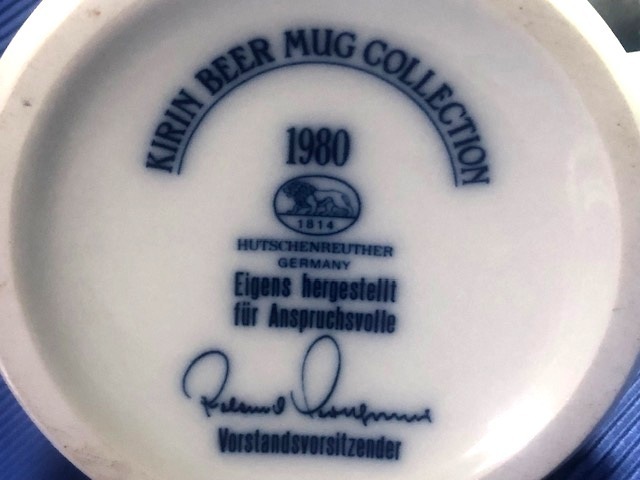 KIRIN BEER MUG COLLECTION
1980
1814
HUTSCHENREUTHER
GERMANY
Eigens hergestellt
für Anspruchsvolle
Vorstandsvorsitzender